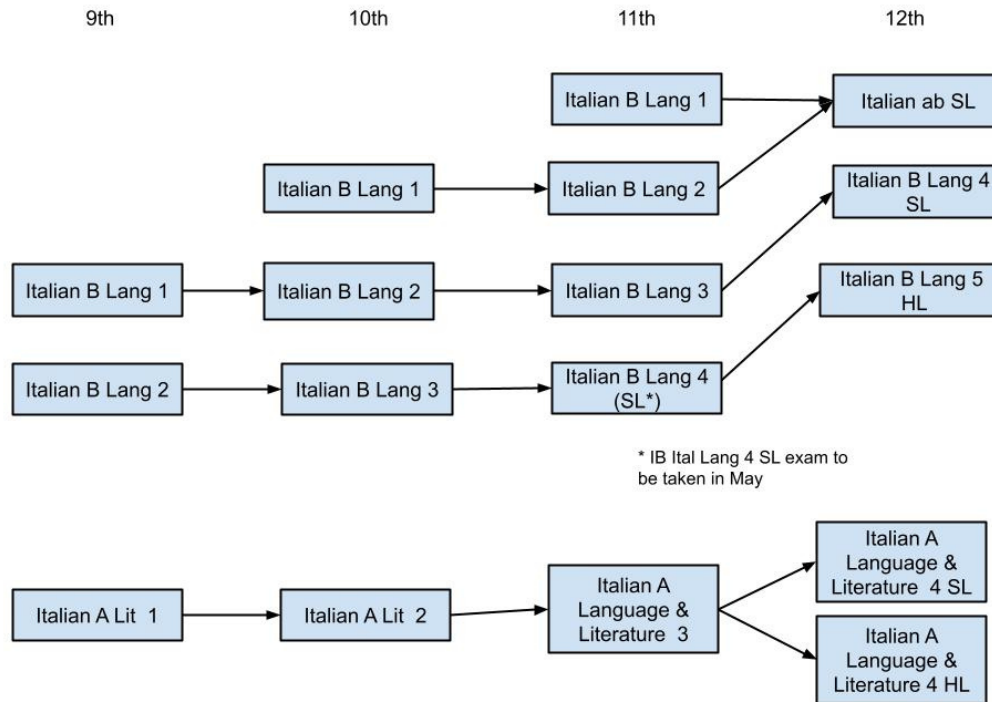 9th 10th 11th 12th
Italian B Lang 1
Italian ab SL
Italian B Lang 1
Italian B Lang 2
Italian B Lang 4
SL
Italian B Lang 1
Italian B Lang 2
Italian B Lang 3
Italian B Lang 5
HL
Italian B Lang 2
Italian B Lang 3
Italian B Lang 4
(SL*)
* IB Ital Lang 4 SL exam to
be taken in May
Italian A Lit 1
Italian A Lit 2
Italian A
Language &
Literature 3
Italian A
Language &
Literature 4 SL
Italian A
Language &
Literature 4 HL